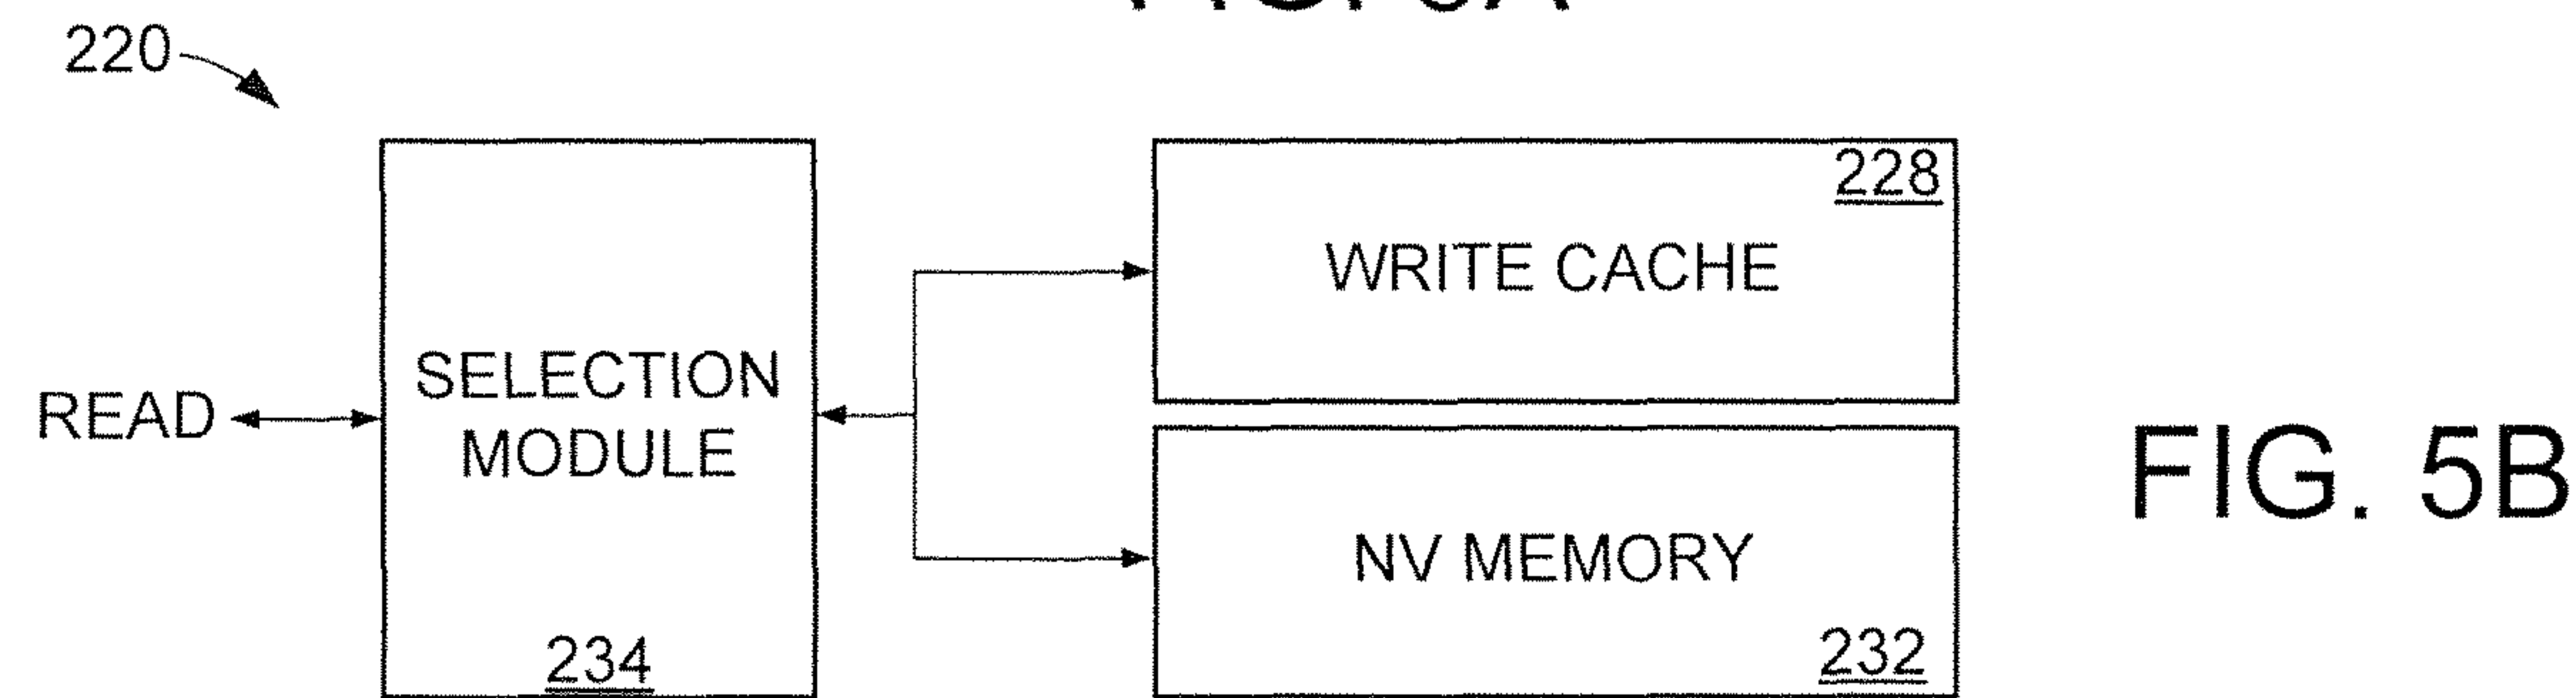 220
228
WRITE CACHE
SELECTION
MODULE
READ
NV MEMORY
234
232
FIG. 5B